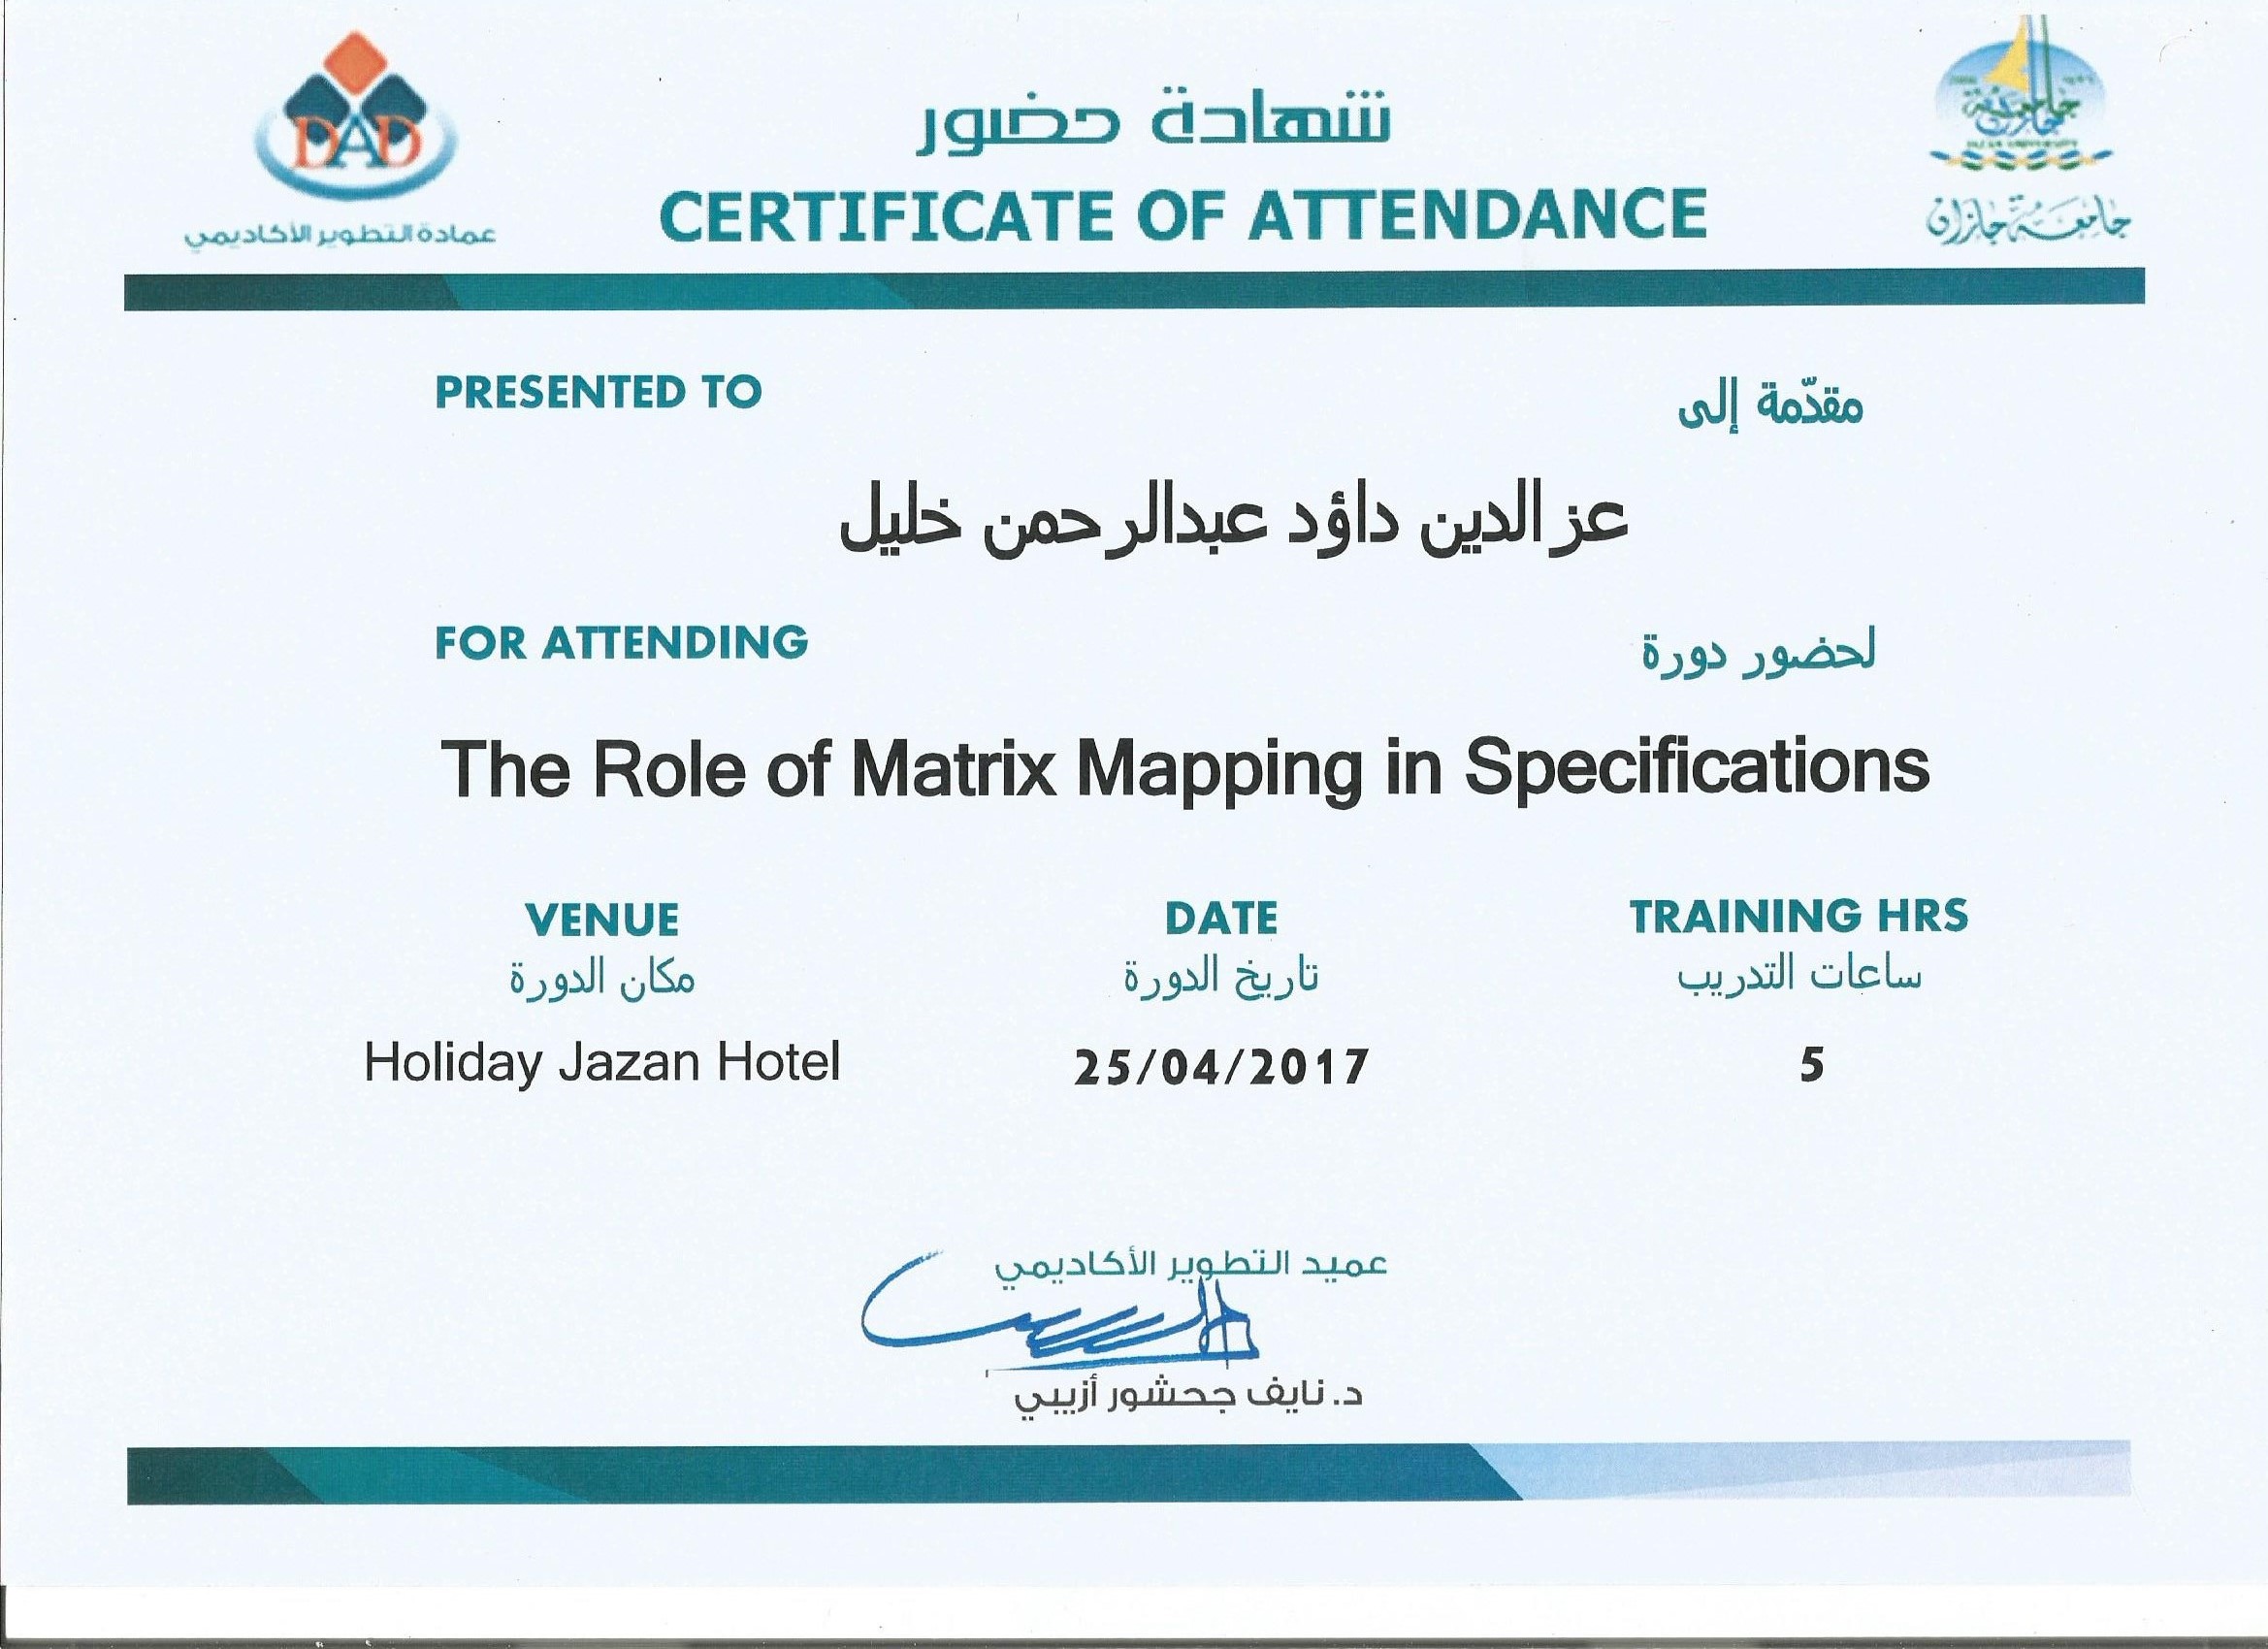 شهادة حضور
CERTIFICATE OF ATTENDANCE
DAD
عمادة التطوير الأكاديمي
جامعة جازان
JAZAN UNIVERSITY
جامعة جازان
PRESENTED TO
مقدّمة إلى
عز الدين داؤد عبدالرحمن خليل
FOR ATTENDING
لحضور دورة
The Role of Matrix Mapping in Specifications
VENUE
مكان الدورة
Holiday Jazan Hotel
DATE
تاريخ الدورة
25/04/2017
TRAINING HRS
ساعات التدريب
5
عميد التطوير الأكاديمي
د. نايف جحشور أزيبي